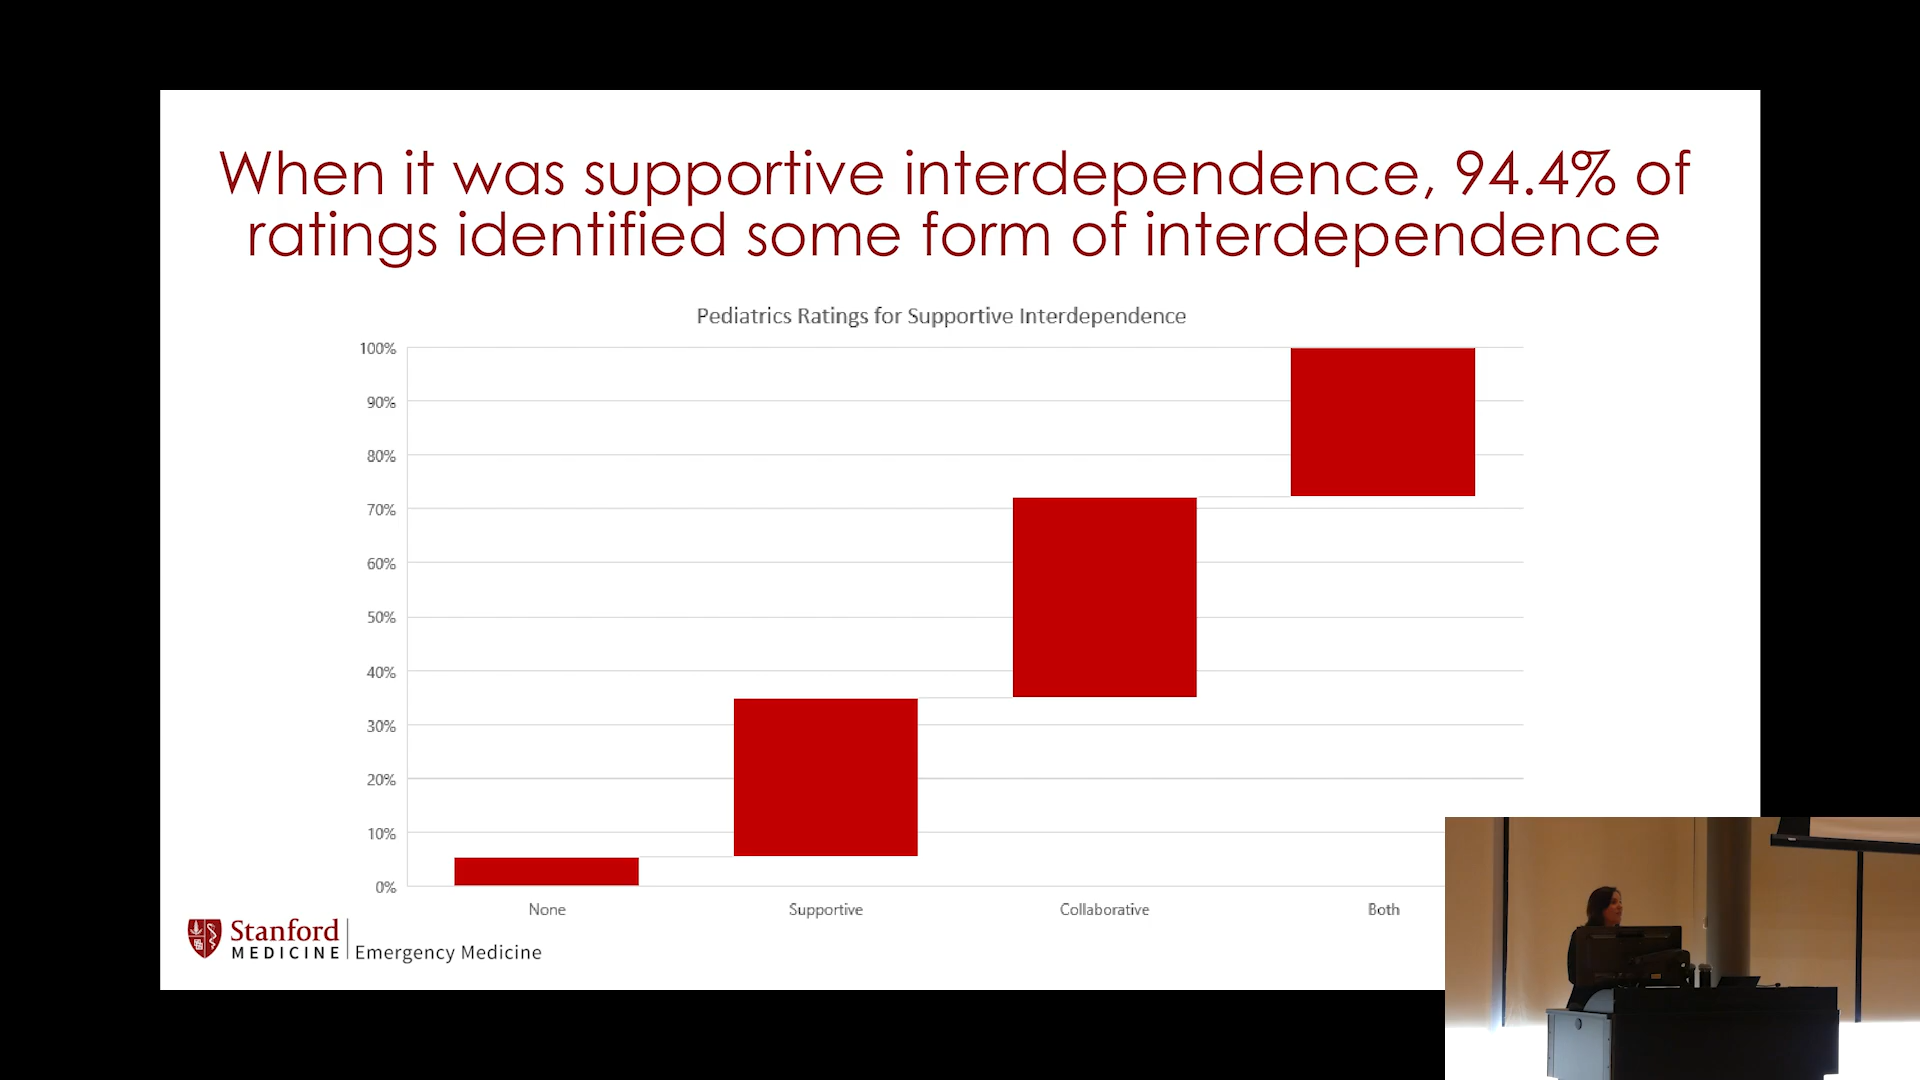 When it was supportive interdependence, 94.4% of
ratings identified some form of interdependence
Pediatrics Ratings for Supportive Interdependence
100%
90%
80%
70%
60%
50%
40%
30%
20%
10%
0%
None
Supportive
Collaborative
Both
Stanford
MEDICINE
Emergency Medicine